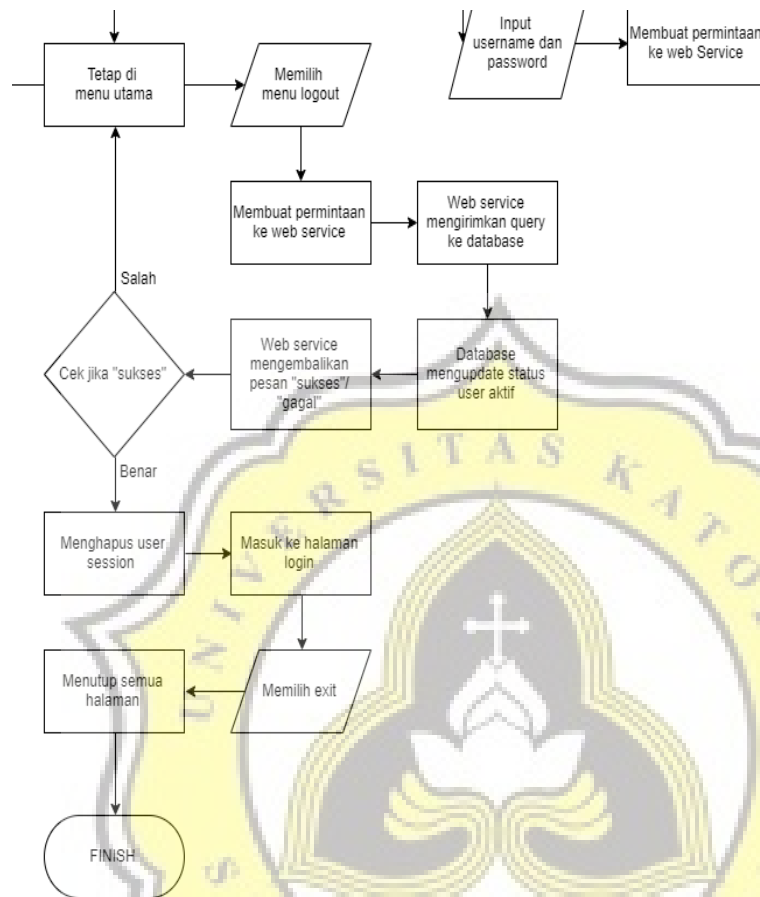 Input
username dan
password
Membuat permintaan
ke web Service
Tetap di
menu utama
Memilih
menu logout
Membuat permintaan
ke web service
Web service
mengirimkan query
ke database
Salah
Cek jika "sukses"
Web service
mengembalikan
pesan "sukses"/
"gagal"
Database
mengupdate status
user aktif
Benar
Menghapus user
session
Masuk ke halaman
login
Menutup semua
halaman
Memilih exit
FINISH
UNIVERSITAS KATO
S